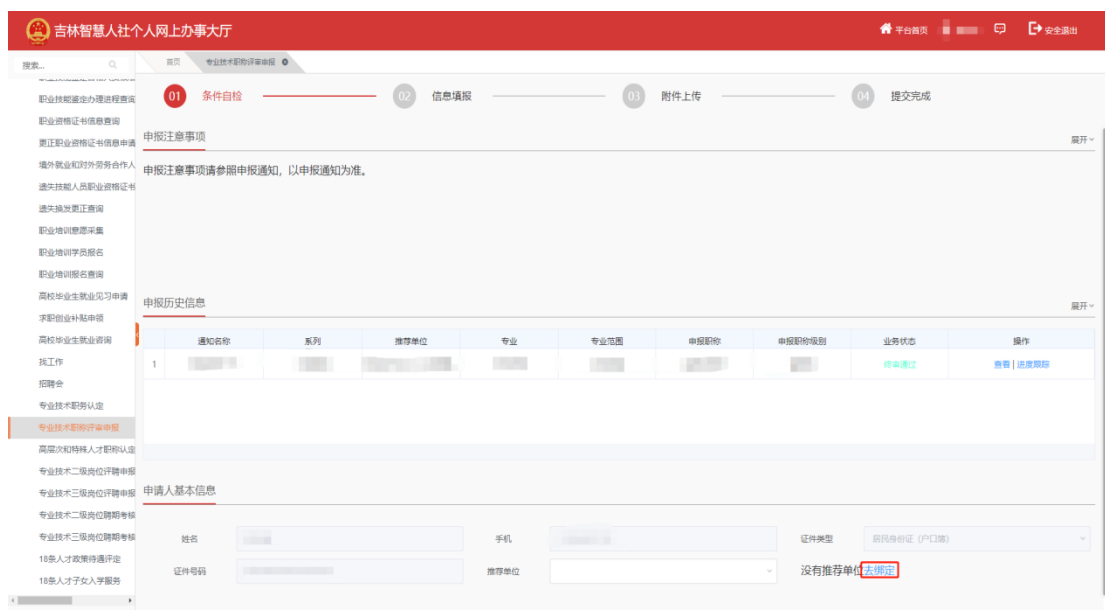 吉林智慧人社个人网上办事大厅
平台首页
安全退出
搜索...
首页 专业技术职称评审申报
职业技能鉴定办理进程查询
职业资格证书信息查询
更正职业资格证书信息申请
境外就业和对外劳务合作人
遗失技能人员职业资格证书
遗失换发更正查询
职业培训意愿采集
职业培训学员报名
职业培训报名查询
高校毕业生就业见习申请
求职创业补贴申领
高校毕业生就业咨询
找工作
招聘会
专业技术职务认定
专业技术职称评审申报
高层次和特殊人才职称认定
专业技术二级岗位评聘申报
专业技术三级岗位评聘申报
专业技术二级岗位聘期考核
专业技术三级岗位聘期考核
18条人才政策待遇评定
18条人才子女入学服务
01 条件自检 02 信息填报 03 附件上传 04 提交完成
申报注意事项 展开
申报注意事项请参照申报通知，以申报通知为准。
申报历史信息 展开
通知名称 系列 推荐单位 专业 专业范围 申报职称 申报职称级别 业务状态 操作
1 终审通过 查看 | 进度跟踪
申请人基本信息
姓名 手机 证件类型 居民身份证（户口簿）
证件号码 推荐单位 没有推荐单位去绑定